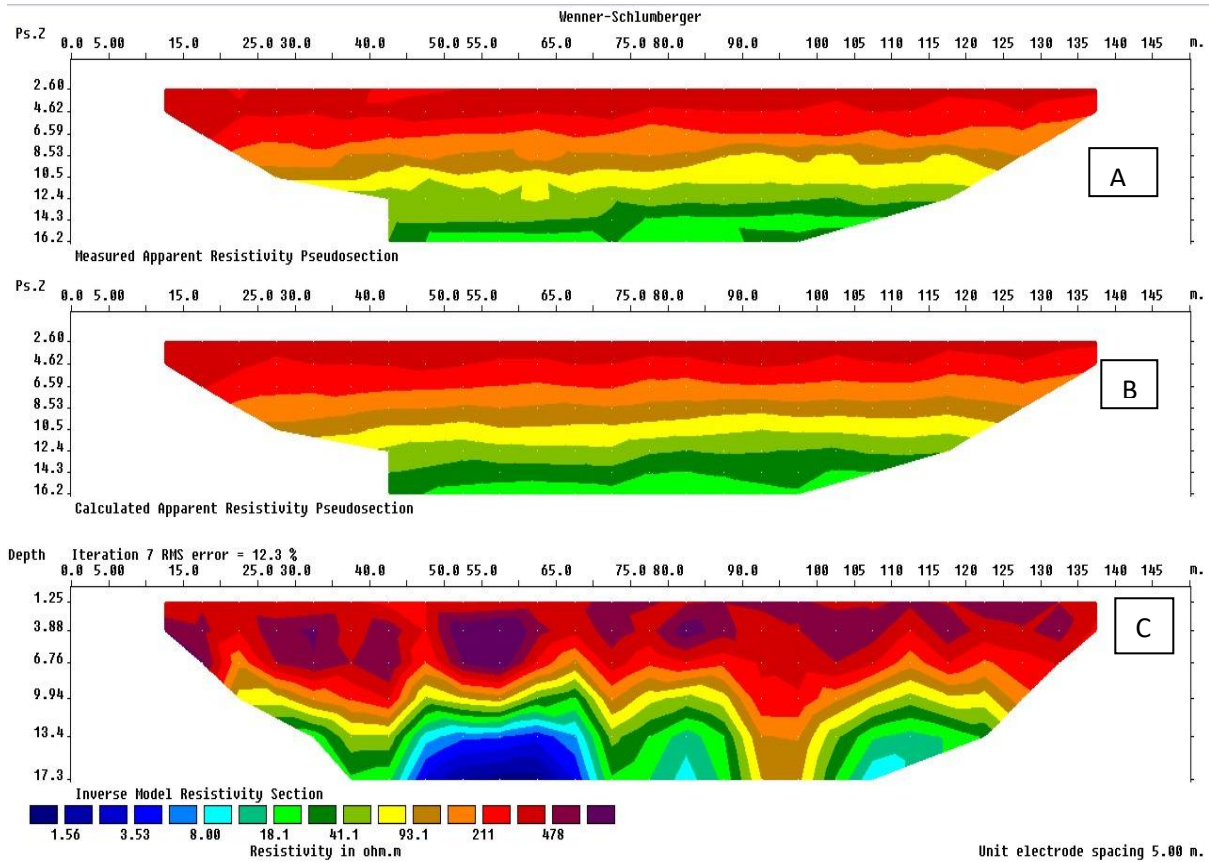 Wenner-Schlumberger
Ps.Z 0.0 5.00 15.0 25.0 30.0 40.0 50.0 55.0 65.0 75.0 80.0 90.0 100 105 115 120 130 135 145 m.
2.60
4.62
6.59
8.53
10.5
12.4
14.3
16.2
A
Measured Apparent Resistivity Pseudosection
Ps.Z 0.0 5.00 15.0 25.0 30.0 40.0 50.0 55.0 65.0 75.0 80.0 90.0 100 105 115 120 130 135 145 m.
2.60
4.62
6.59
8.53
10.5
12.4
14.3
16.2
B
Calculated Apparent Resistivity Pseudosection
Depth Iteration 7 RMS error = 12.3 %
0.0 5.00 15.0 25.0 30.0 40.0 50.0 55.0 65.0 75.0 80.0 90.0 100 105 115 120 130 135 145 m.
1.25
3.88
6.76
9.94
13.4
17.3
C
Inverse Model Resistivity Section
1.56 3.53 8.00 18.1 41.1 93.1 211 478
Resistivity in ohm.m
Unit electrode spacing 5.00 m.